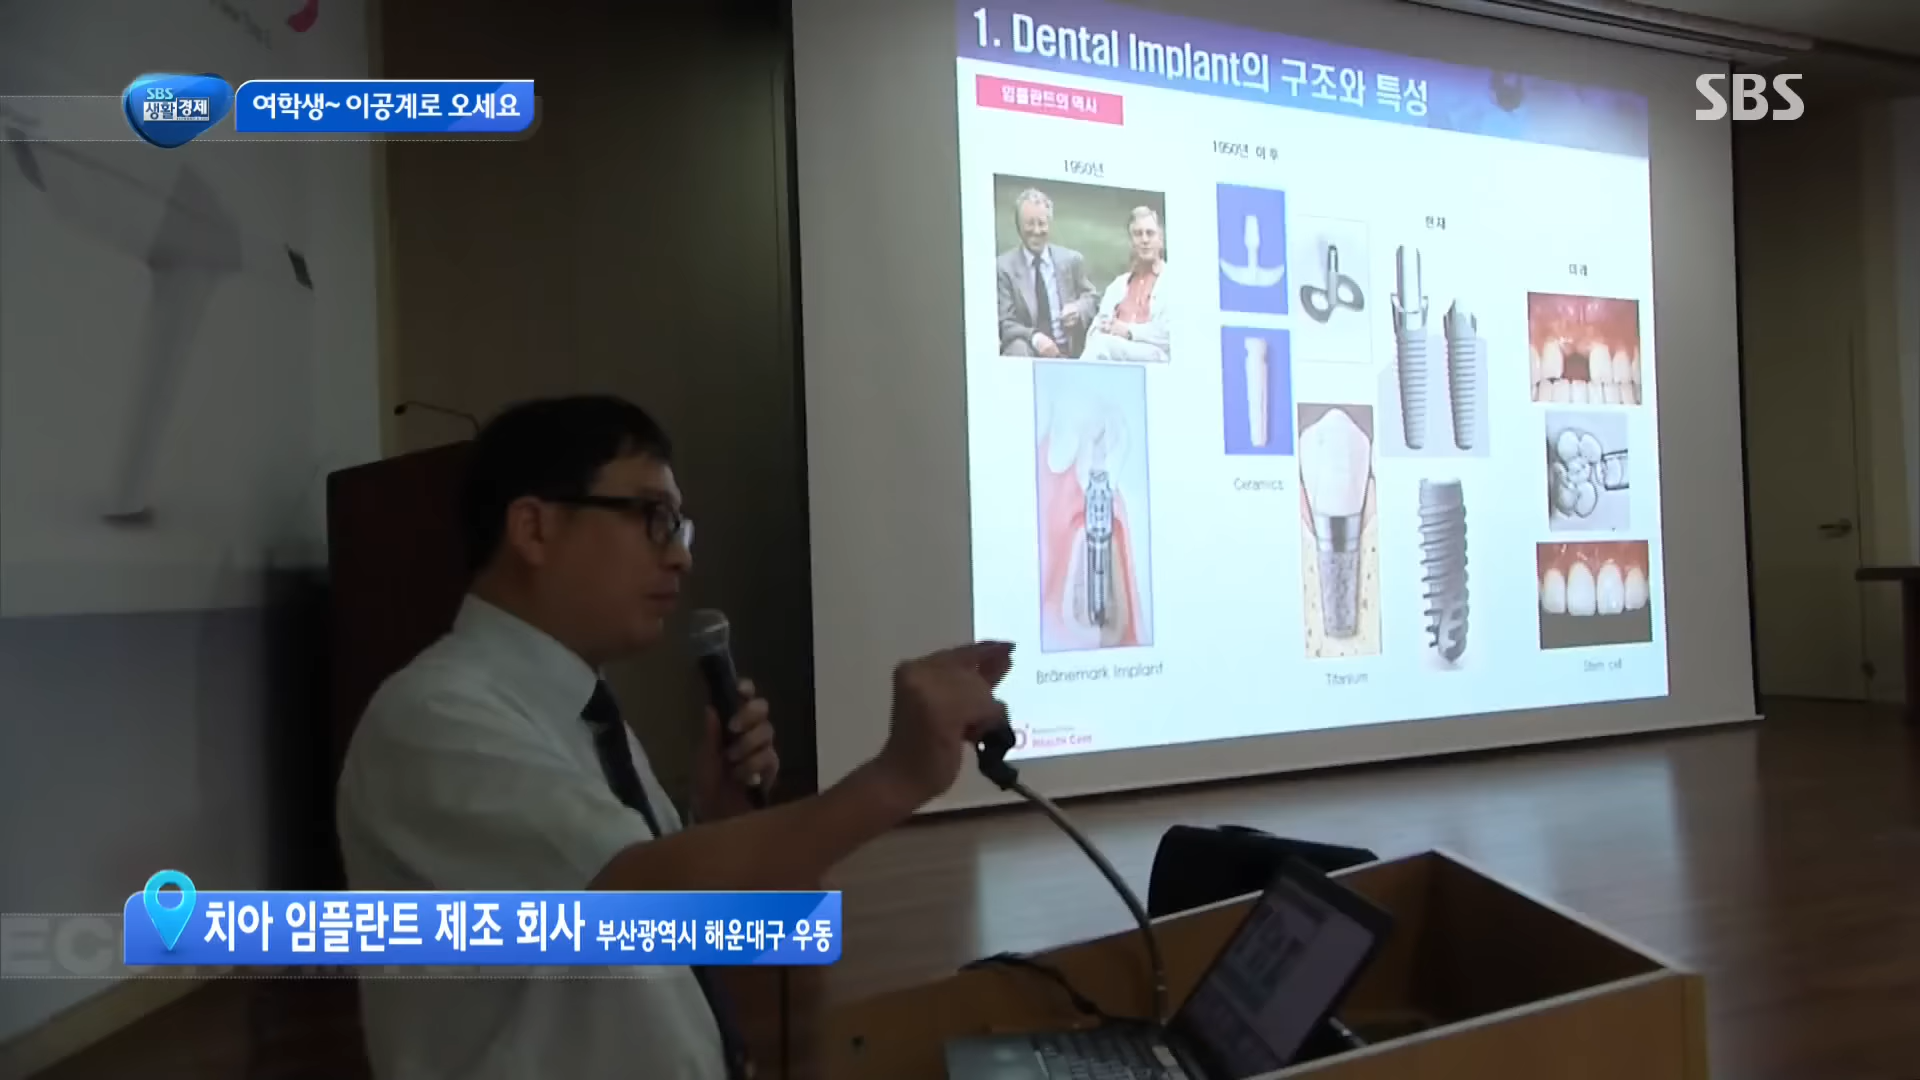 SBS
생활경제
여학생~ 이공계로 오세요
SBS
1. Dental Implant의 구조와 특성
임플란트의 역사
1950년
1950년 이후
현재
미래
Ceramics
Brånemark Implant
Titanium
Stem cell
HEALTH CARE
치아 임플란트 제조 회사 부산광역시 해운대구 우동